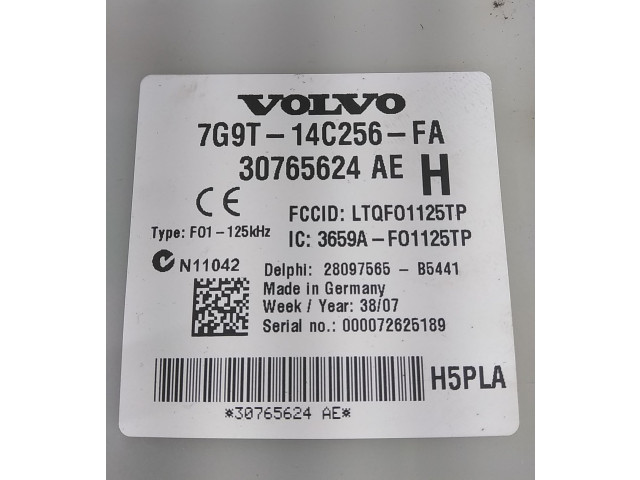 VOLVO
7G9T-14C256-FA
30765624 AE H
CE
FCCID: LTQFO1125TP
Type: FO1-125kHz
IC: 3659A-FO1125TP
N11042
Delphi: 28097565 - B5441
Made in Germany
Week / Year: 38/07
Serial no.: 000072625189
H5PLA
*30765624 AE*